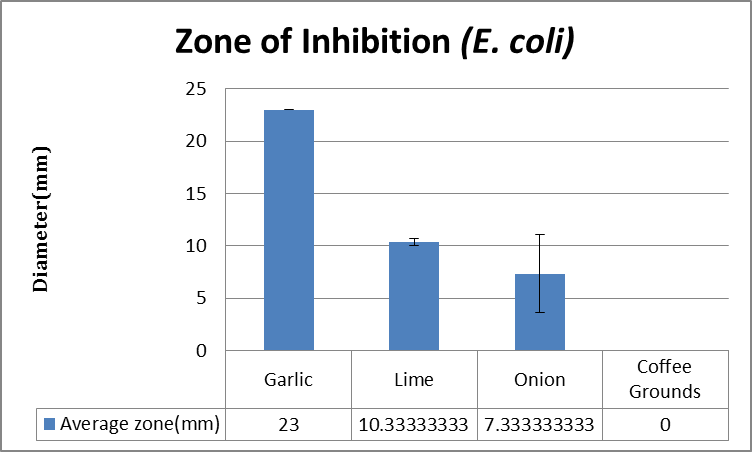 Zone of Inhibition (E. coli)
Diameter(mm)
25
20
15
10
5
0
Garlic Lime Onion Coffee Grounds
Average zone(mm) 23 10.33333333 7.333333333 0